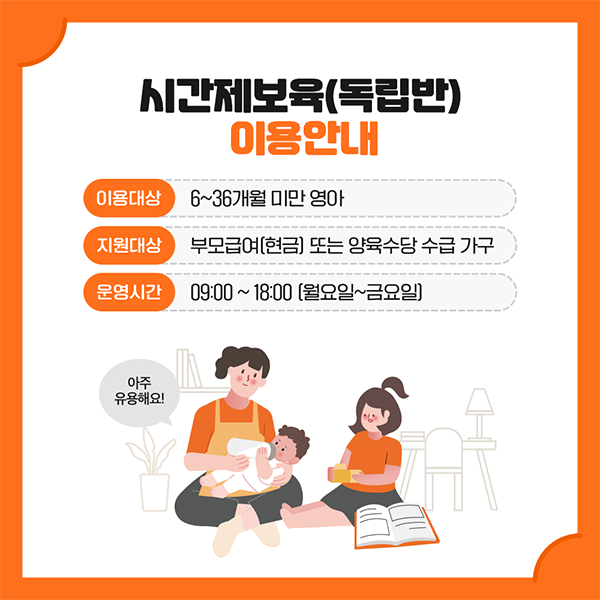 시간제보육(독립반)
이용안내
이용대상 6~36개월 미만 영아
지원대상 부모급여(현금) 또는 양육수당 수급 가구
운영시간 09:00 ~ 18:00 (월요일~금요일)
아주
유용해요!